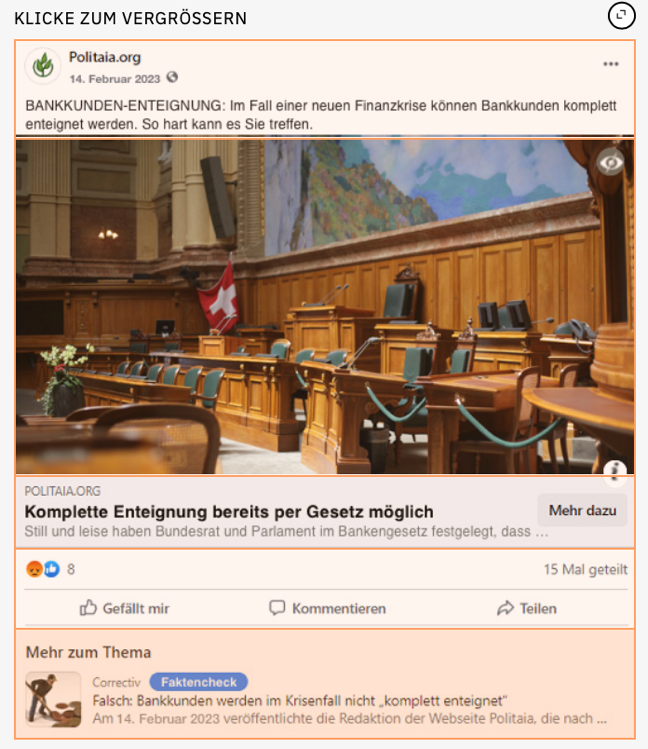 KLICKE ZUM VERGRÖSSERN
Politaia.org
14. Februar 2023
BANKKUNDEN-ENTEIGNUNG: Im Fall einer neuen Finanzkrise können Bankkunden komplett
enteignet werden. So hart kann es Sie treffen.
POLITAIA.ORG
Komplette Enteignung bereits per Gesetz möglich
Mehr dazu
Still und leise haben Bundesrat und Parlament im Bankengesetz festgelegt, dass ...
8
15 Mal geteilt
Gefällt mir
Kommentieren
Teilen
Mehr zum Thema
Correctiv Faktencheck
Falsch: Bankkunden werden im Krisenfall nicht „komplett enteignet“
Am 14. Februar 2023 veröffentlichte die Redaktion der Webseite Politaia, die nach ...